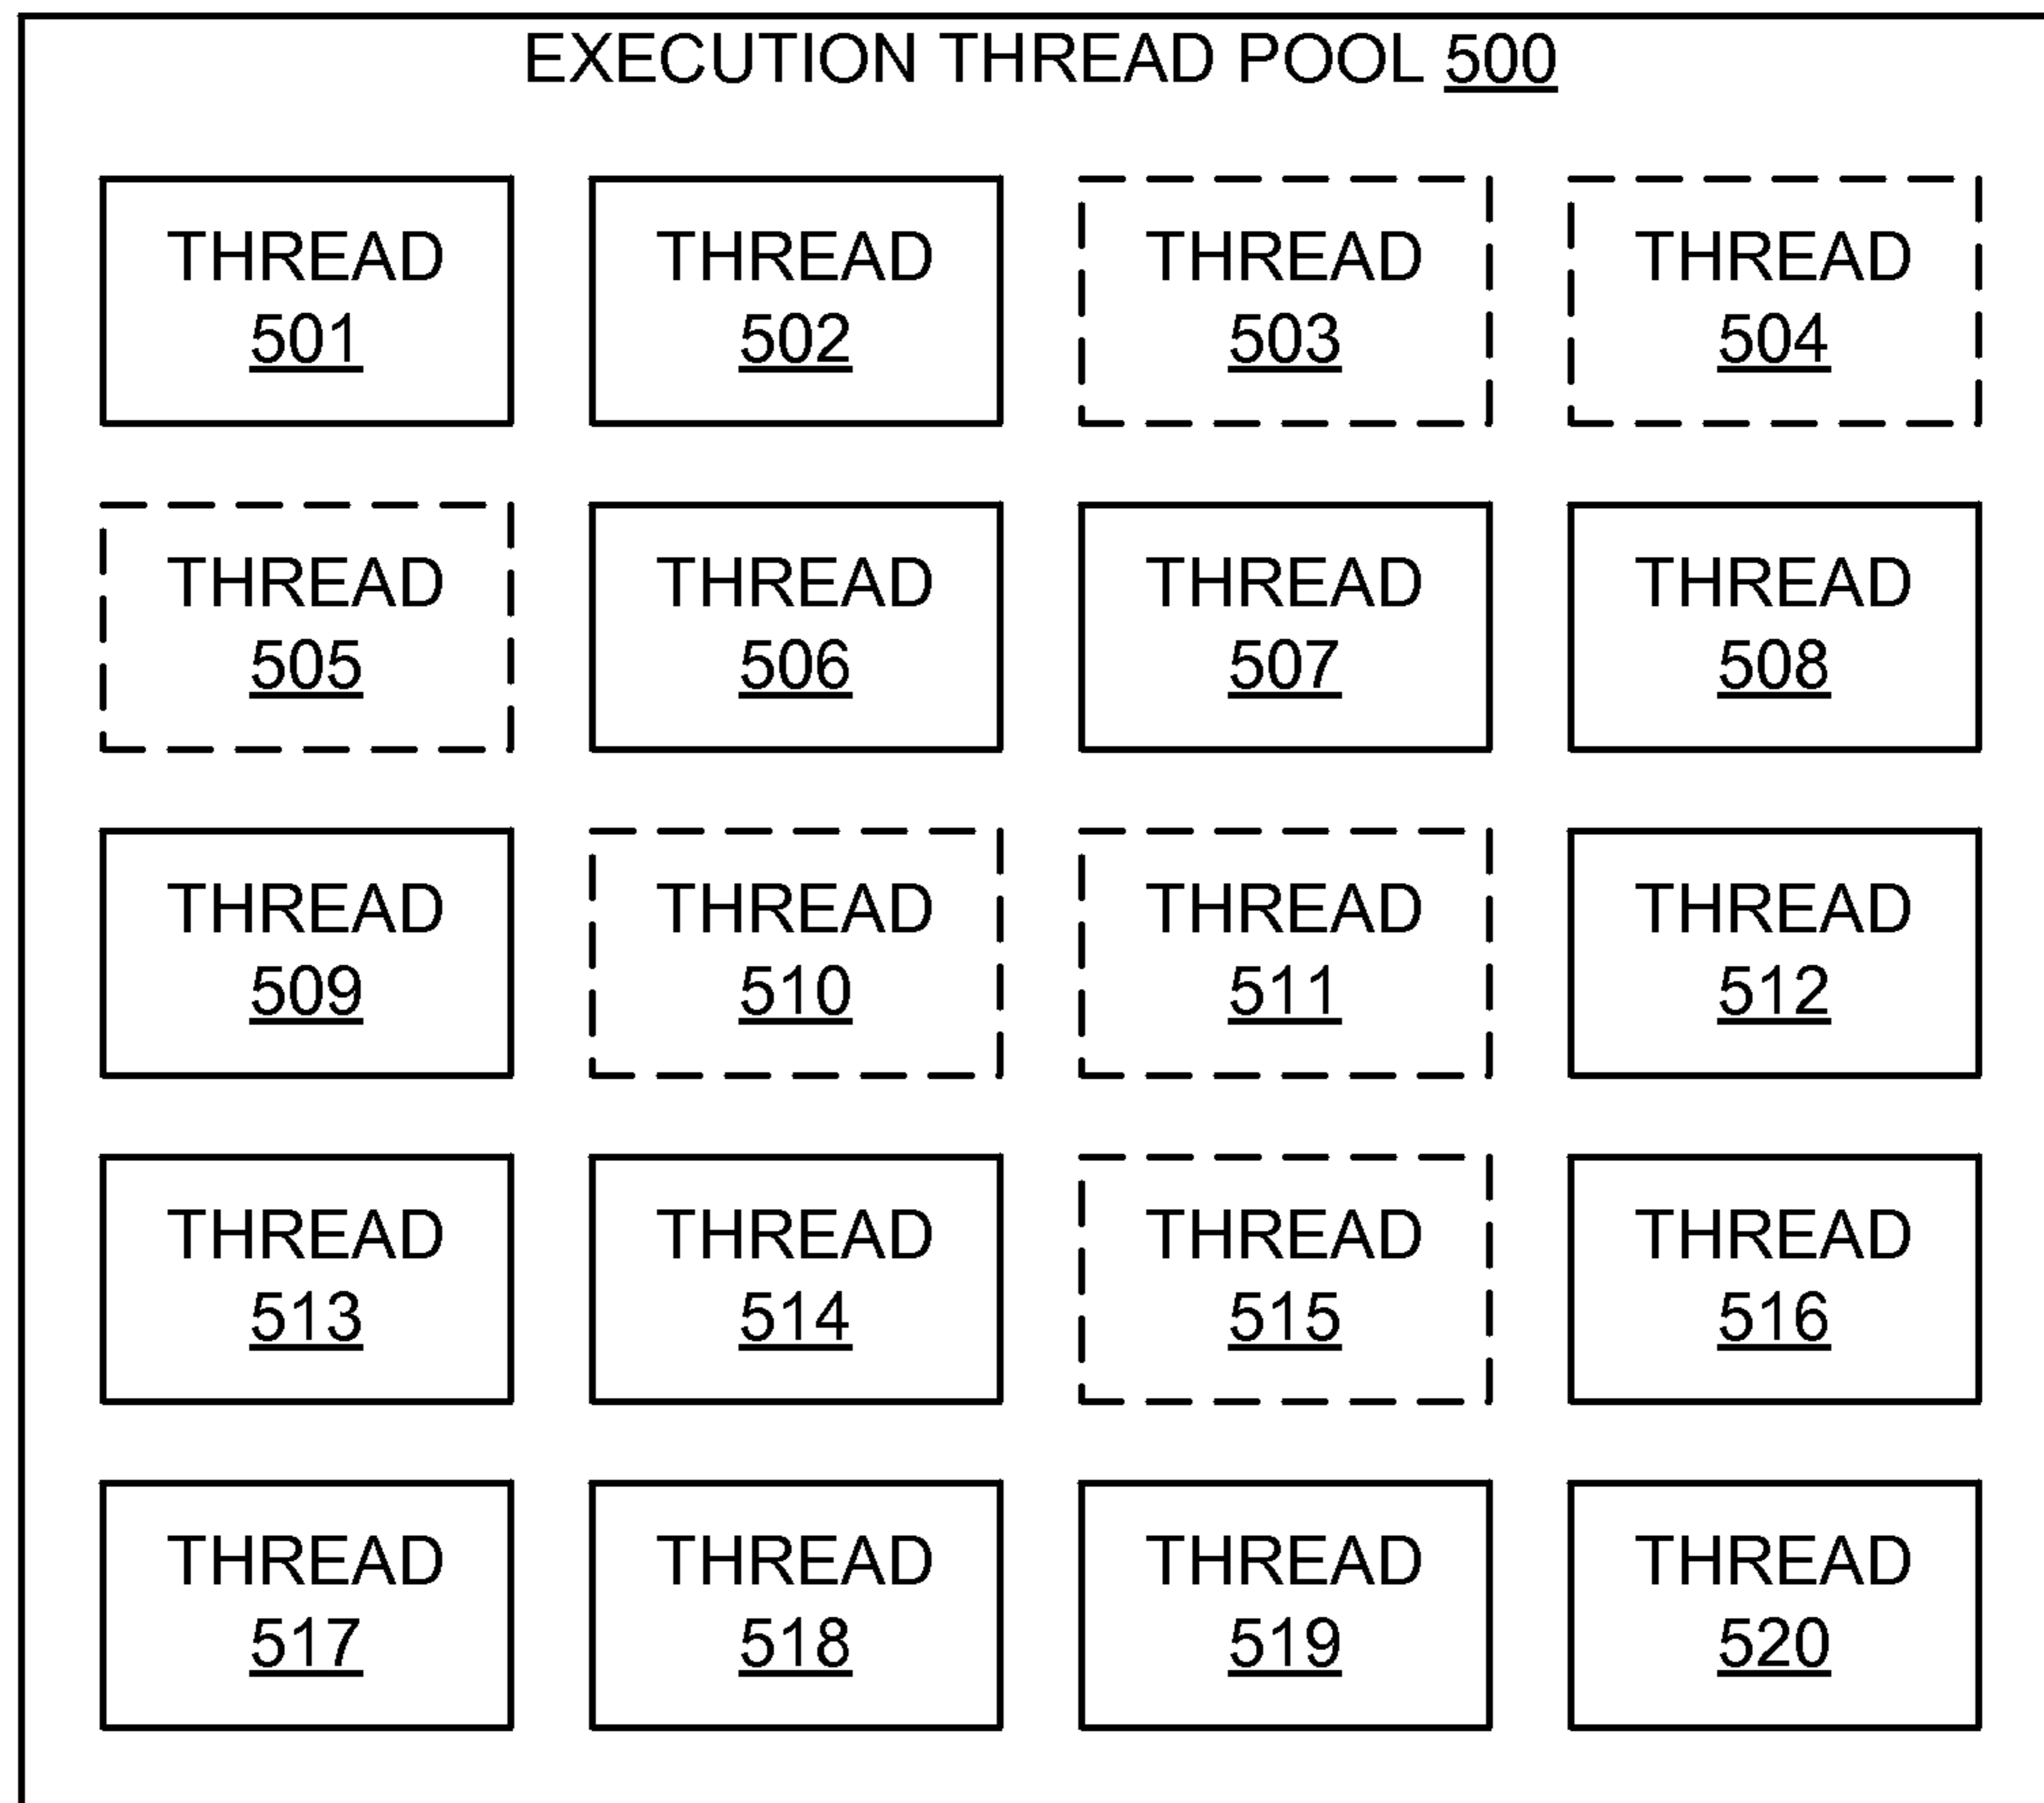 EXECUTION THREAD POOL 500
THREAD THREAD THREAD THREAD
501 502 503 504
THREAD THREAD THREAD THREAD
505 506 507 508
THREAD THREAD THREAD THREAD
509 510 511 512
THREAD THREAD THREAD THREAD
513 514 515 516
THREAD THREAD THREAD THREAD
517 518 519 520